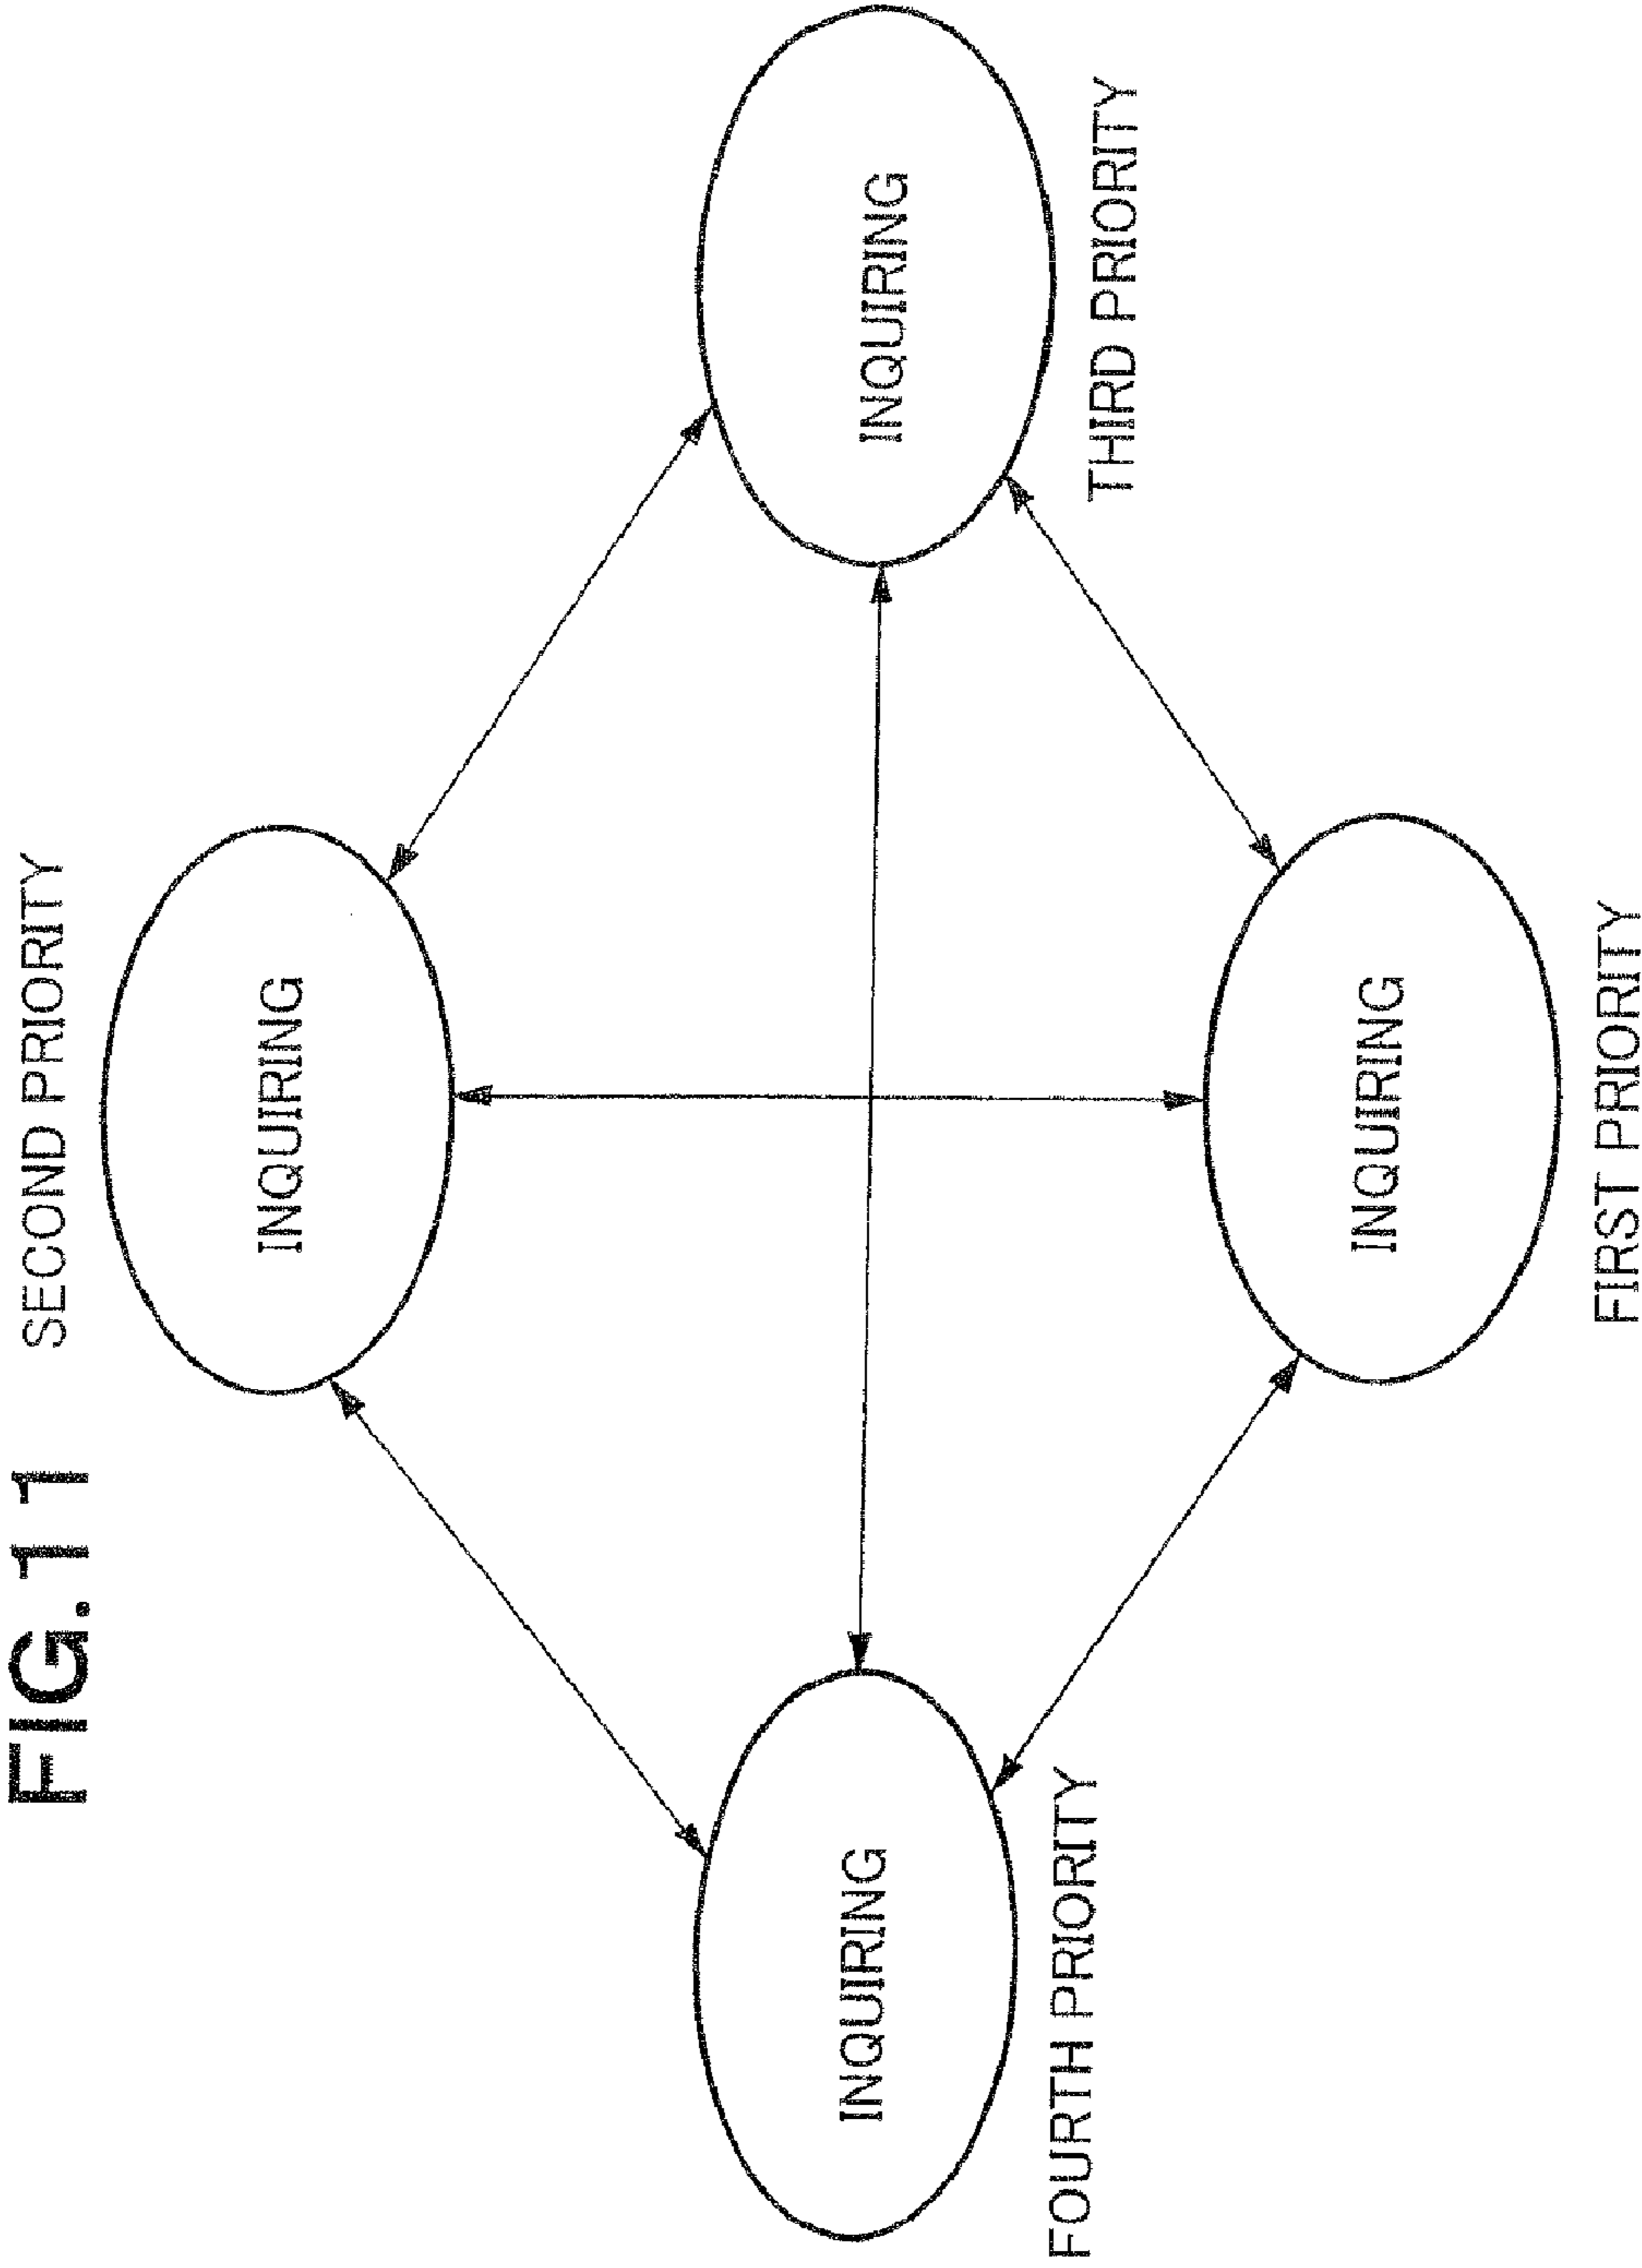 FIG.11
SECOND PRIORITY
INQUIRING
INQUIRING
INQUIRING
FOURTH PRIORITY
THIRD PRIORITY
INQUIRING
FIRST PRIORITY